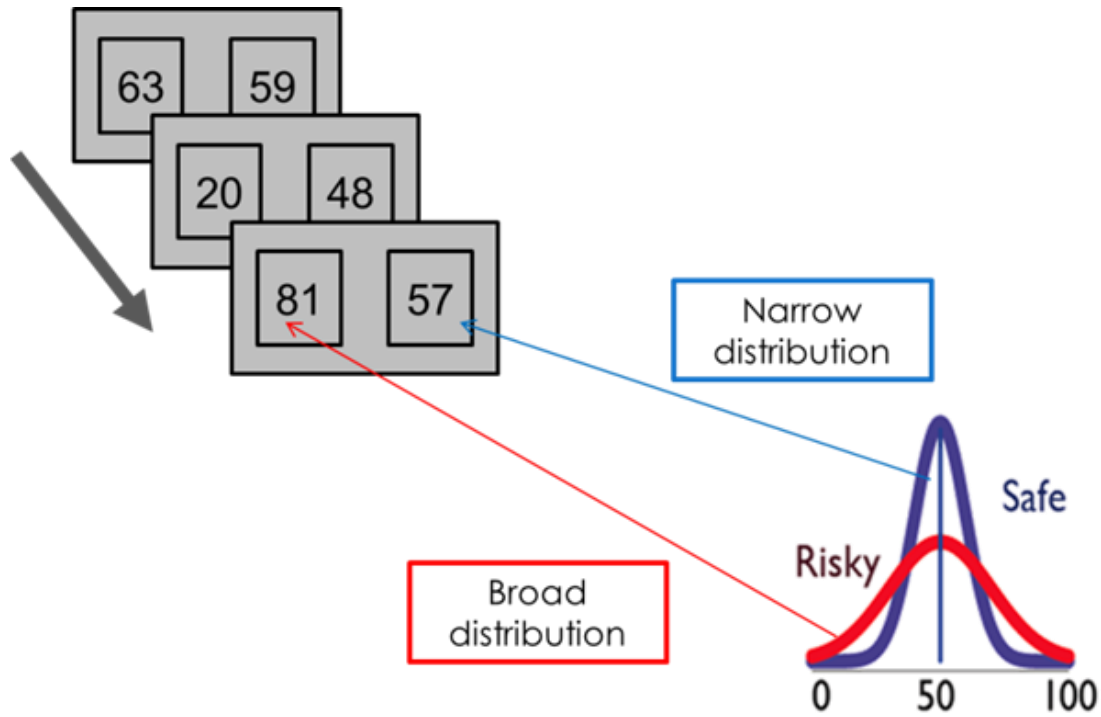 63 59
20 48
81 57
Narrow
distribution
Safe
Risky
Broad
distribution
0 50 100